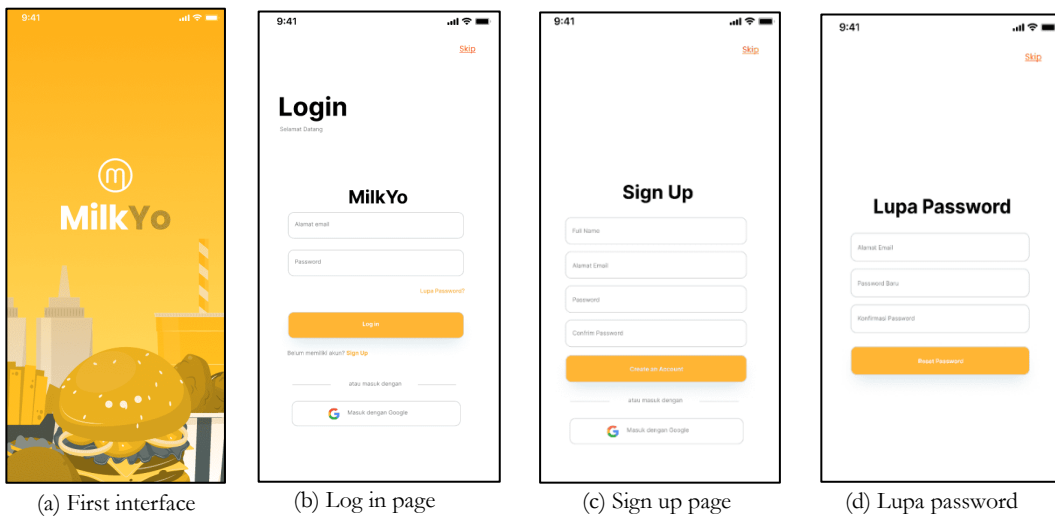 9:41
MilkYo
(a) First interface
9:41
Skip
Login
Selamat Datang
MilkYo
Alamat email
Password
Lupa Password?
Login
Belum memiliki akun? Sign Up
atau masuk dengan
Masuk dengan Google
(b) Log in page
9:41
Skip
Sign Up
Full Name
Alamat Email
Password
Confrim Password
Create an Account
atau masuk dengan
Masuk dengan Google
(c) Sign up page
9:41
Skip
Lupa Password
Alamat Email
Password Baru
Konfirmasi Password
Reset Password
(d) Lupa password